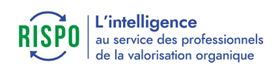 RISPO
L'intelligence
au service des professionnels
de la valorisation organique